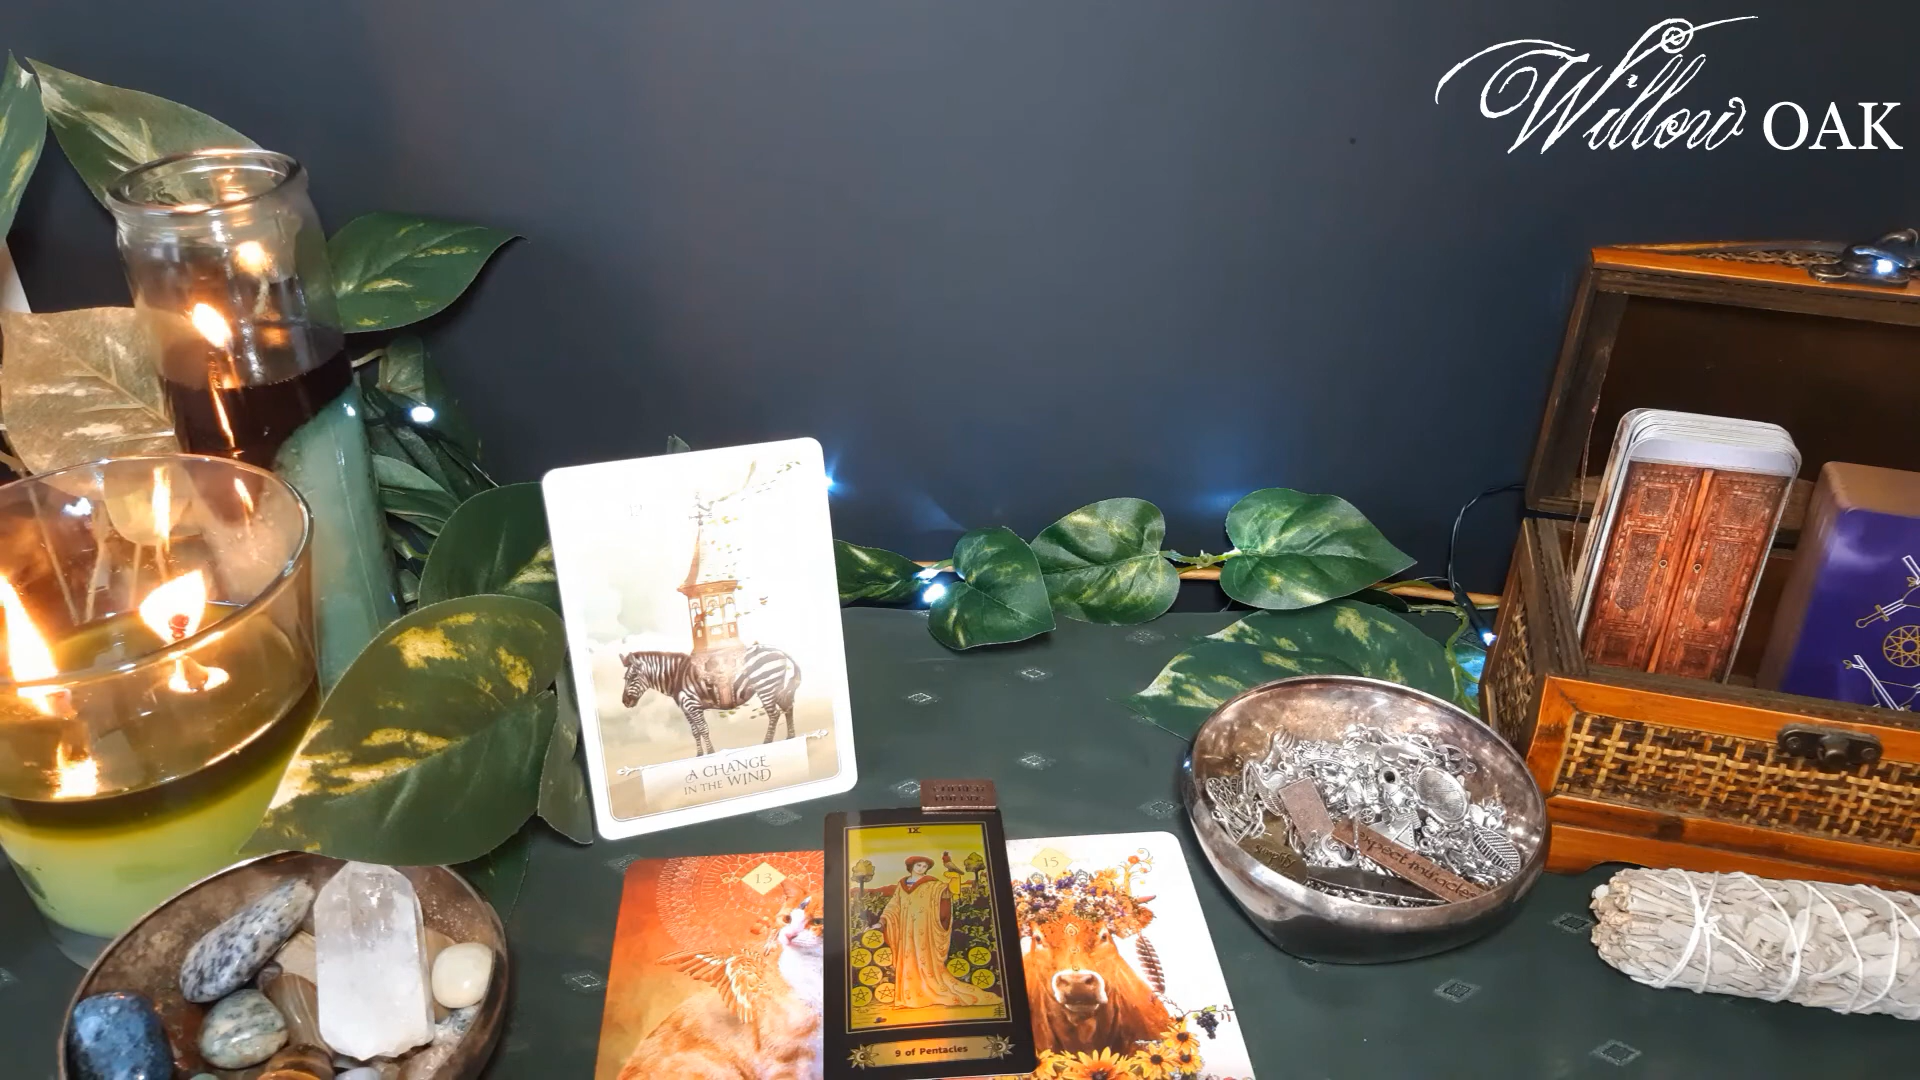 Willow OAK
A CHANGE
IN THE WIND
13
IX
9 of Pentacles
15
simplify
expect miracles